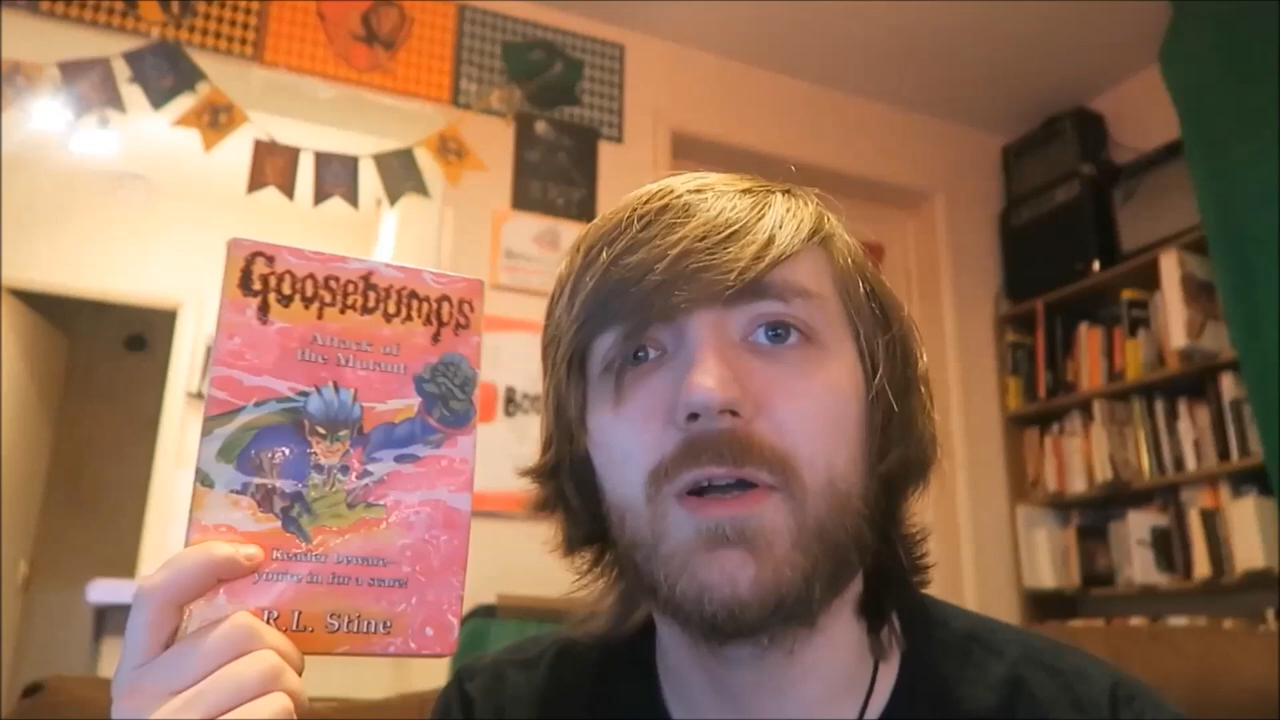 Goosebumps
Attack of
the Mutant
Reader beware—
you're in for a scare!
R.L. Stine